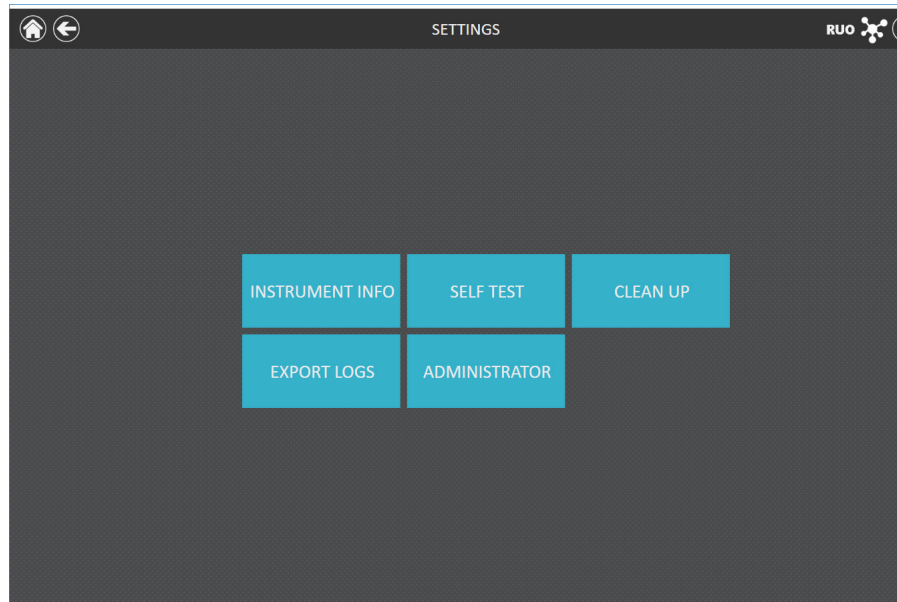 SETTINGS
RUO
INSTRUMENT INFO
SELF TEST
CLEAN UP
EXPORT LOGS
ADMINISTRATOR